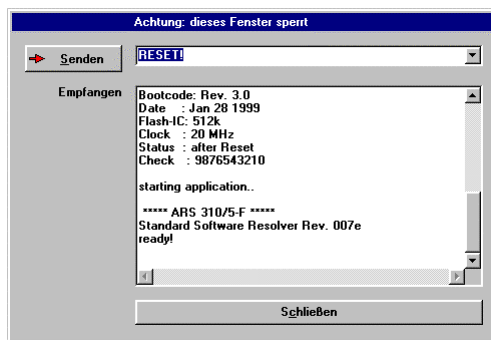 Achtung: dieses Fenster sperrt
Senden
RESET!
Empfangen
Bootcode: Rev. 3.0
Date : Jan 28 1999
Flash-IC: 512k
Clock : 20 MHz
Status : after Reset
Check : 9876543210
starting application..
***** ARS 310/5-F *****
Standard Software Resolver Rev. 007e
ready!
Schließen